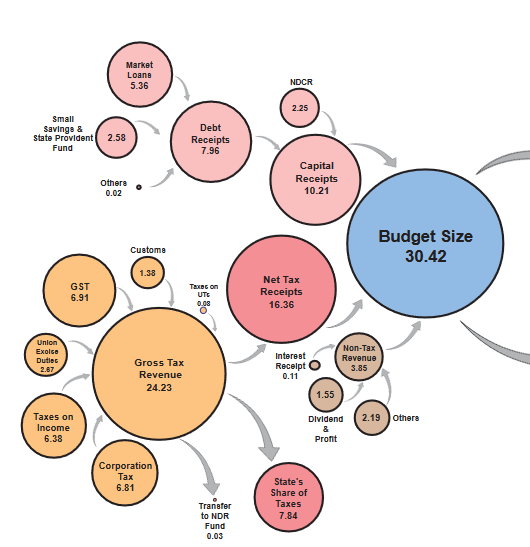 Market
Loans
5.36
Small
Savings &
State Provident
Fund
2.58
Others
0.02
Debt
Receipts
7.96
NDCR
2.25
Capital
Receipts
10.21
Budget Size
30.42
Customs
1.38
GST
6.91
Taxes on
UTs
0.08
Net Tax
Receipts
16.36
Union
Excise
Duties
2.67
Gross Tax
Revenue
24.23
Interest
Receipt
0.11
Non-Tax
Revenue
3.85
1.55
Dividend
&
Profit
2.19
Others
Taxes on
Income
6.38
Corporation
Tax
6.81
Transfer
to NDR
Fund
0.03
State's
Share of
Taxes
7.84